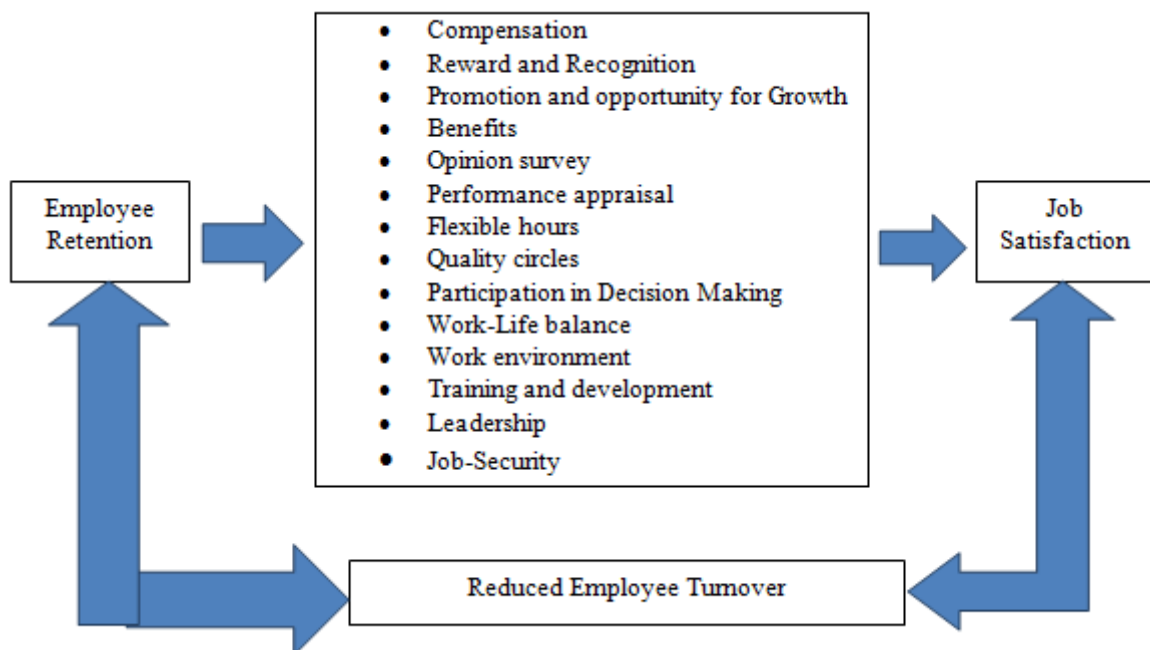 Employee
Retention
• Compensation
• Reward and Recognition
• Promotion and opportunity for Growth
• Benefits
• Opinion survey
• Performance appraisal
• Flexible hours
• Quality circles
• Participation in Decision Making
• Work-Life balance
• Work environment
• Training and development
• Leadership
• Job-Security
Job
Satisfaction
Reduced Employee Turnover